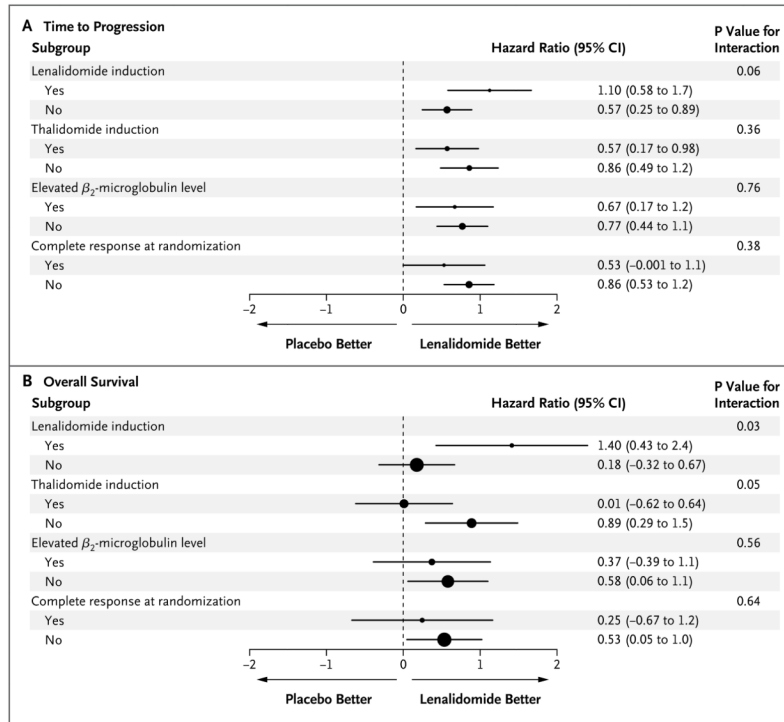 A Time to Progression
Subgroup Hazard Ratio (95% CI) P Value for Interaction
Lenalidomide induction 0.06
Yes 1.10 (0.58 to 1.7)
No 0.57 (0.25 to 0.89)
Thalidomide induction 0.36
Yes 0.57 (0.17 to 0.98)
No 0.86 (0.49 to 1.2)
Elevated β₂-microglobulin level 0.76
Yes 0.67 (0.17 to 1.2)
No 0.77 (0.44 to 1.1)
Complete response at randomization 0.38
Yes 0.53 (–0.001 to 1.1)
No 0.86 (0.53 to 1.2)
–2 –1 0 1 2
Placebo Better Lenalidomide Better
B Overall Survival
Subgroup Hazard Ratio (95% CI) P Value for Interaction
Lenalidomide induction 0.03
Yes 1.40 (0.43 to 2.4)
No 0.18 (–0.32 to 0.67)
Thalidomide induction 0.05
Yes 0.01 (–0.62 to 0.64)
No 0.89 (0.29 to 1.5)
Elevated β₂-microglobulin level 0.56
Yes 0.37 (–0.39 to 1.1)
No 0.58 (0.06 to 1.1)
Complete response at randomization 0.64
Yes 0.25 (–0.67 to 1.2)
No 0.53 (0.05 to 1.0)
–2 –1 0 1 2
Placebo Better Lenalidomide Better